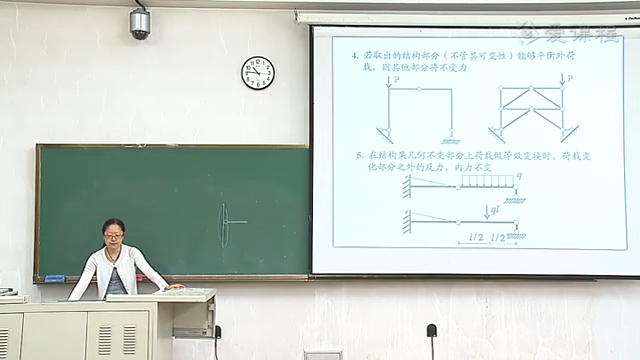 爱课程
4. 若取出的结构部分（不管其可变性）能够平衡外荷
载，则其他部分将不受力
P
P
5. 在结构某几何不变部分上荷载做等效变换时，荷载变
化部分之外的反力、内力不变
q
ql
l/2 l/2